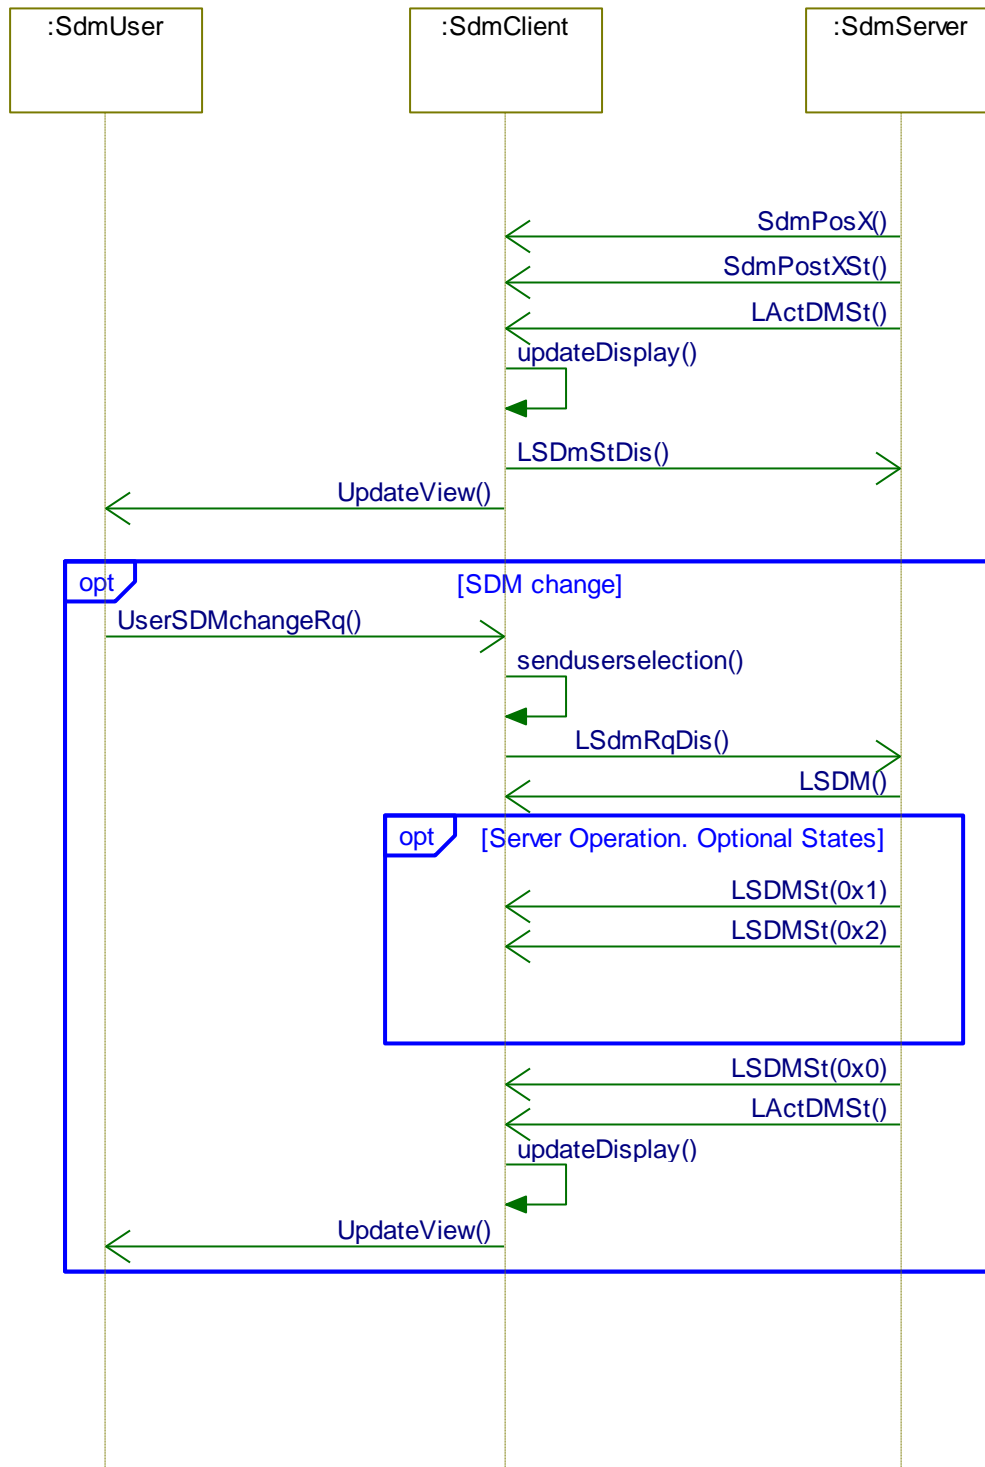 :SdmUser
:SdmClient
:SdmServer
SdmPosX()
SdmPostXSt()
LActDMSt()
updateDisplay()
LSDmStDis()
UpdateView()
opt
[SDM change]
UserSDMchangeRq()
senduserselection()
LSdmRqDis()
LSDM()
opt
[Server Operation. Optional States]
LSDMSt(0x1)
LSDMSt(0x2)
LSDMSt(0x0)
LActDMSt()
updateDisplay()
UpdateView()